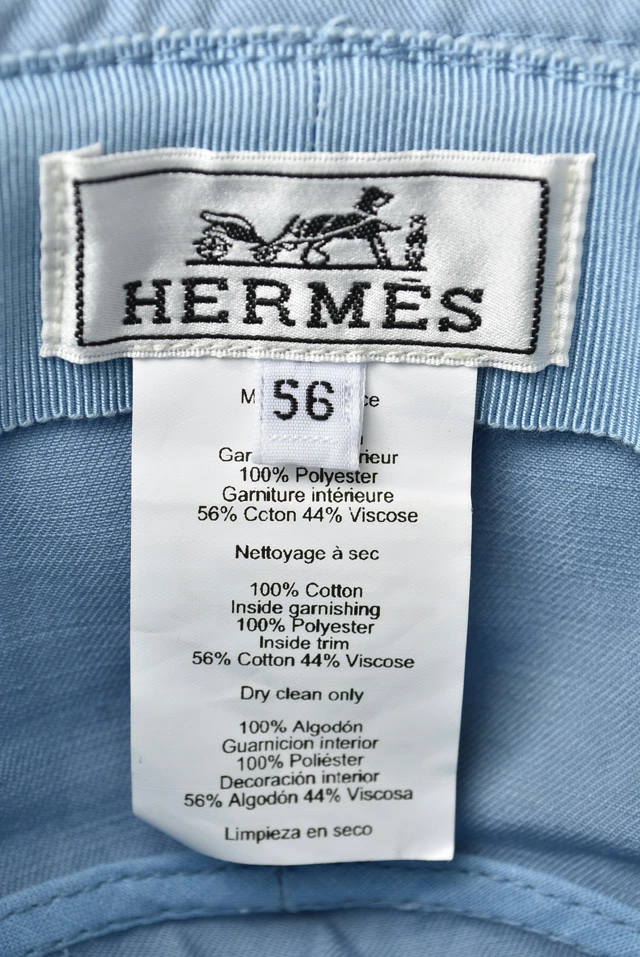 HERMĒS
56
100% Polyester
Garniture intérieure
56% Coton 44% Viscose
Nettoyage à sec
100% Cotton
Inside garnishing
100% Polyester
Inside trim
56% Cotton 44% Viscose
Dry clean only
100% Algodón
Guarnicion interior
100% Poliéster
Decoración interior
56% Algodón 44% Viscosa
Limpieza en seco